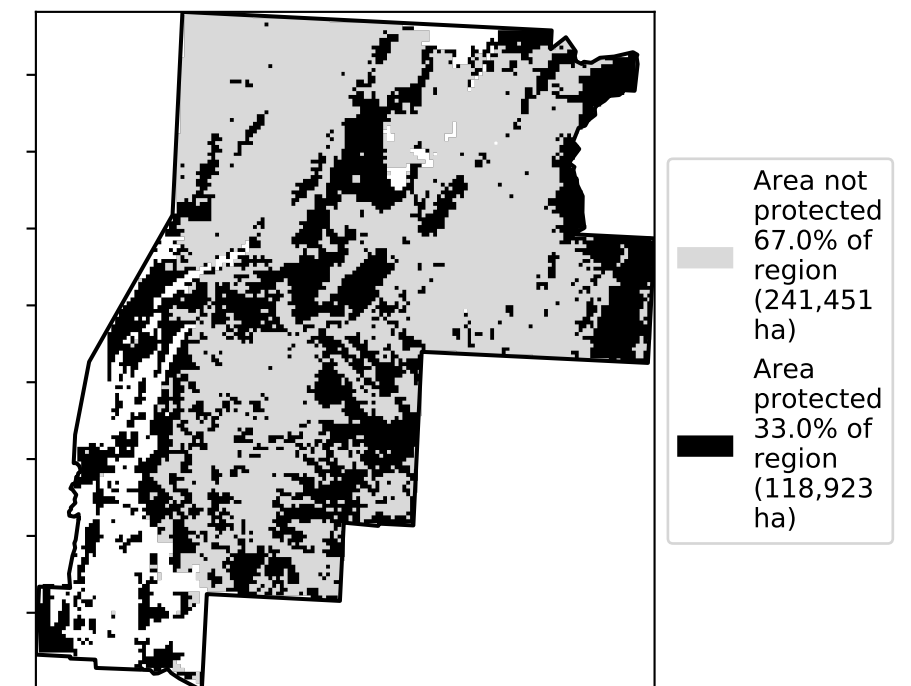 Area not
protected
67.0% of
region
(241,451
ha)
Area
protected
33.0% of
region
(118,923
ha)